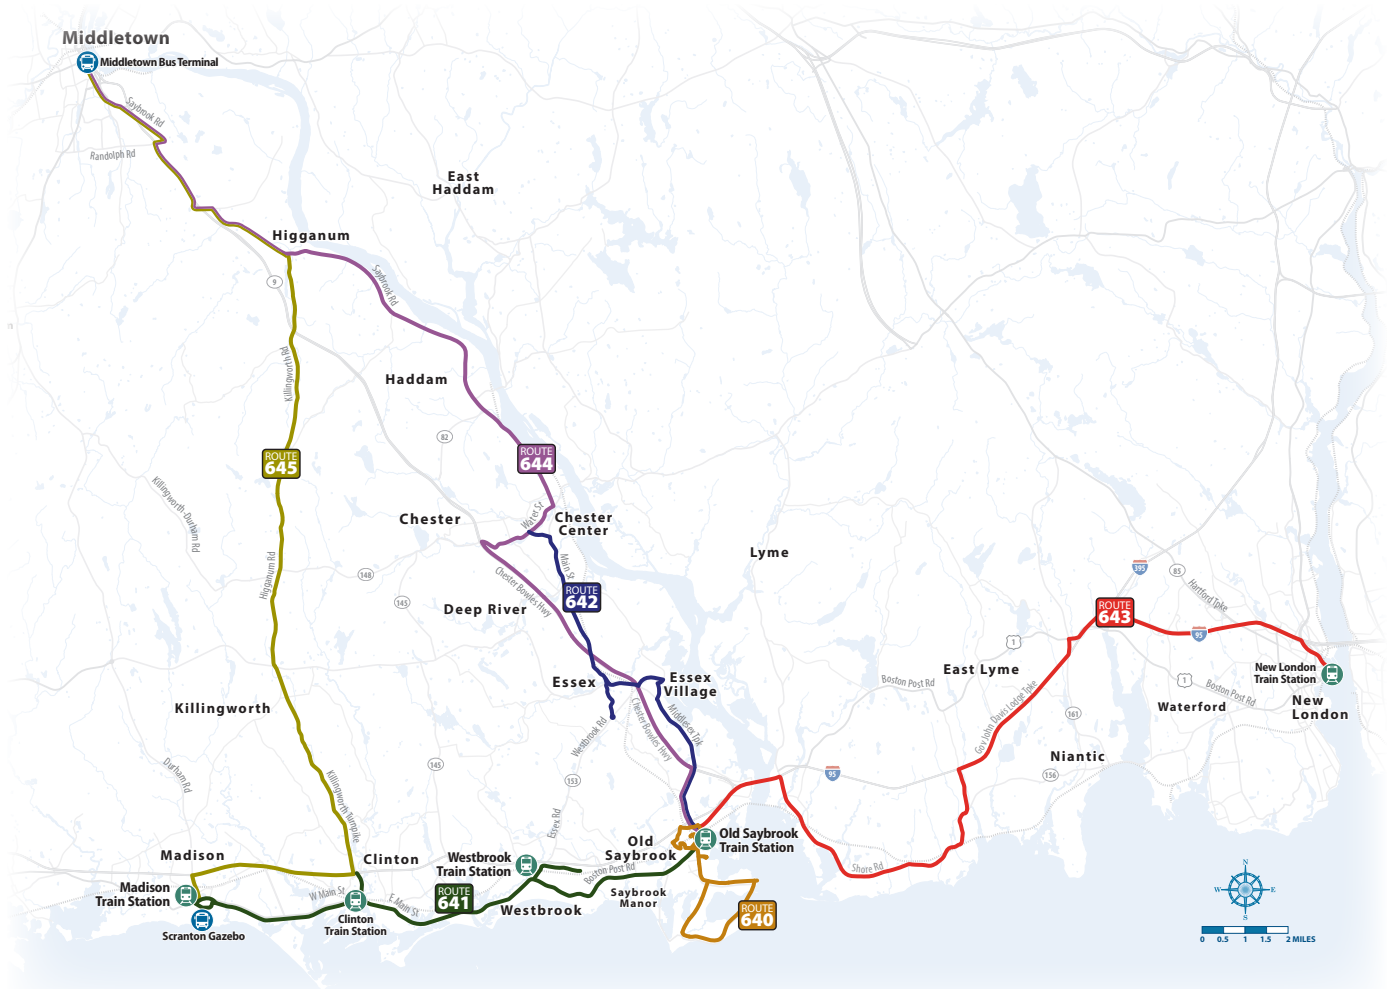 Middletown
Middletown Bus Terminal
Saybrook Rd
Randolph Rd
East
Haddam
Higganum
9
Saybrook Rd
Killingworth Rd
Haddam
82
ROUTE
645
ROUTE
644
Killingworth-Durham Rd
Chester
Water St
Chester
Center
Lyme
Main St
Higganum Rd
148
145
Chester Bowles Hwy
ROUTE
642
Deep River
395
85
Hartford Tpke
ROUTE
643
95
1
East Lyme
New London
Train Station
Essex
Essex
Village
Boston Post Rd
1
Boston Post Rd
New
London
Waterford
Killingworth
Westbrook Rd
Chester Bowles Hwy
Middlesex Tpk
Gov John Davis Lodge Tpke
161
Niantic
156
Durham Rd
145
153
95
Killingworth Turnpike
Essex Rd
Old
Saybrook
Old Saybrook
Train Station
Madison
Clinton
Westbrook
Train Station
Boston Post Rd
Shore Rd
Madison
Train Station
W Main St
E Main St
ROUTE
641
Saybrook
Manor
Westbrook
ROUTE
640
Clinton
Train Station
Scranton Gazebo
N
W
E
S
0 0.5 1 1.5 2 MILES